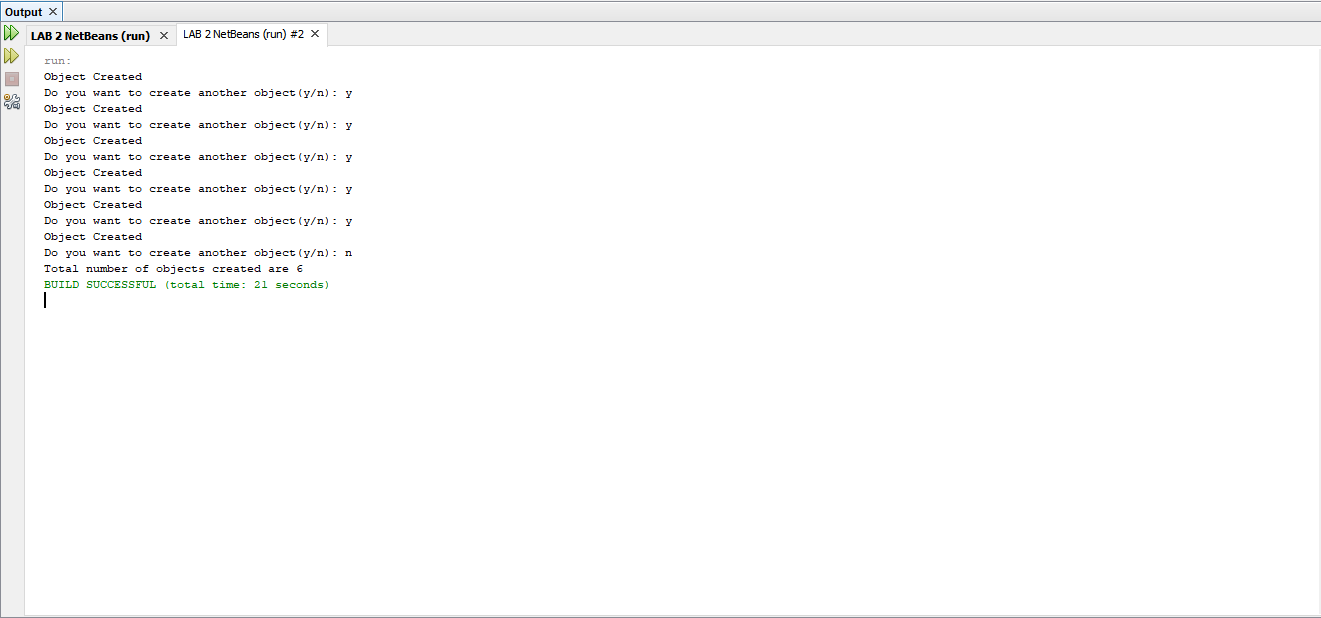 Output
LAB 2 NetBeans (run)
LAB 2 NetBeans (run) #2
run:
Object Created
Do you want to create another object(y/n): y
Object Created
Do you want to create another object(y/n): y
Object Created
Do you want to create another object(y/n): y
Object Created
Do you want to create another object(y/n): y
Object Created
Do you want to create another object(y/n): y
Object Created
Do you want to create another object(y/n): n
Total number of objects created are 6
BUILD SUCCESSFUL (total time: 21 seconds)